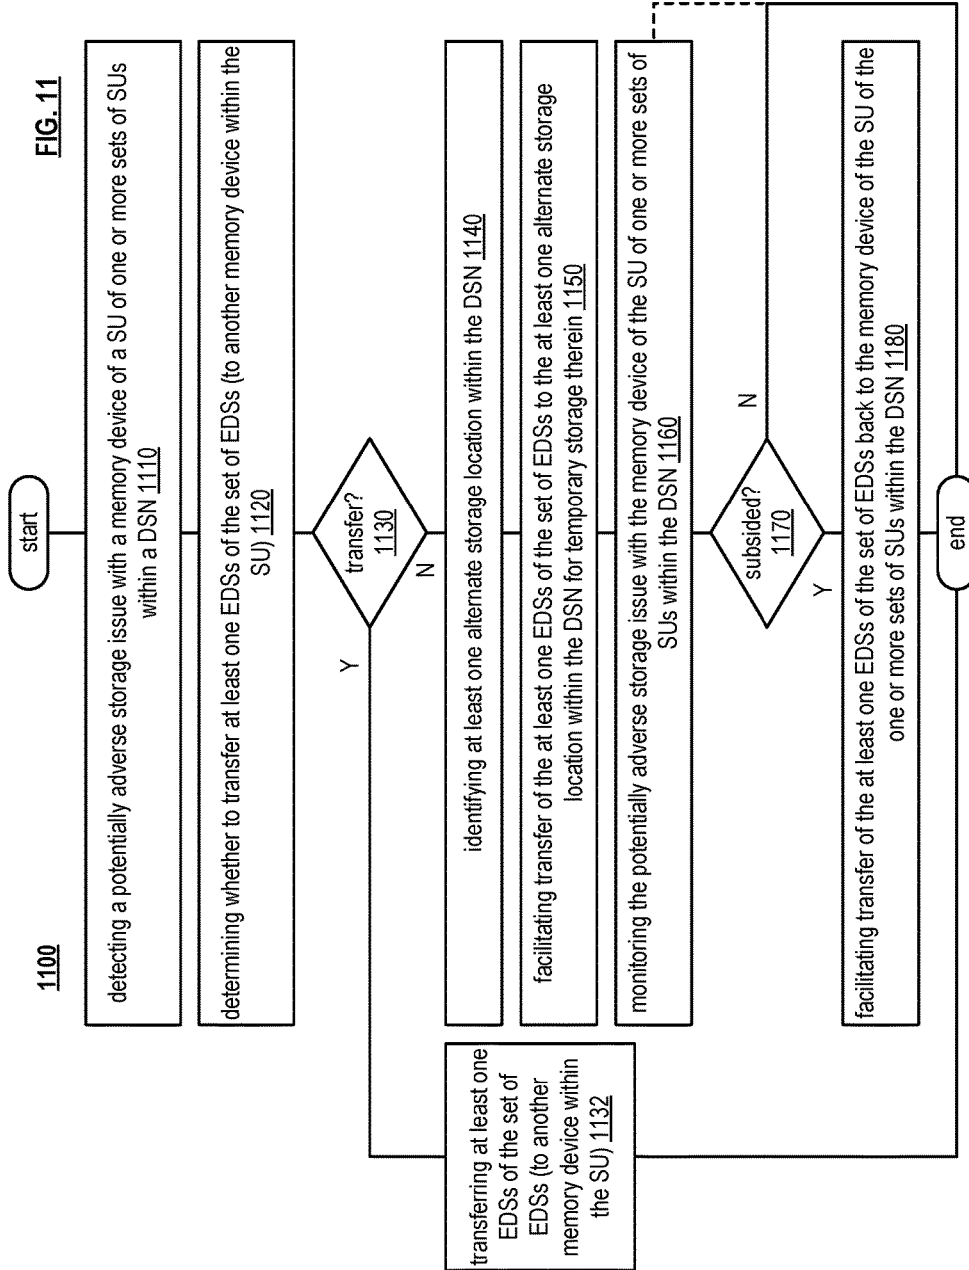 FIG. 11
1100
start
detecting a potentially adverse storage issue with a memory device of a SU of one or more sets of SUs
within a DSN 1110
determining whether to transfer at least one EDSs of the set of EDSs (to another memory device within the
SU) 1120
transfer?
1130
Y
N
transferring at least one
EDSs of the set of
EDSs (to another
memory device within
the SU) 1132
identifying at least one alternate storage location within the DSN 1140
facilitating transfer of the at least one EDSs of the set of EDSs to the at least one alternate storage
location within the DSN for temporary storage therein 1150
monitoring the potentially adverse storage issue with the memory device of the SU of one or more sets of
SUs within the DSN 1160
subsided?
1170
N
Y
facilitating transfer of the at least one EDSs of the set of EDSs back to the memory device of the SU of the
one or more sets of SUs within the DSN 1180
end